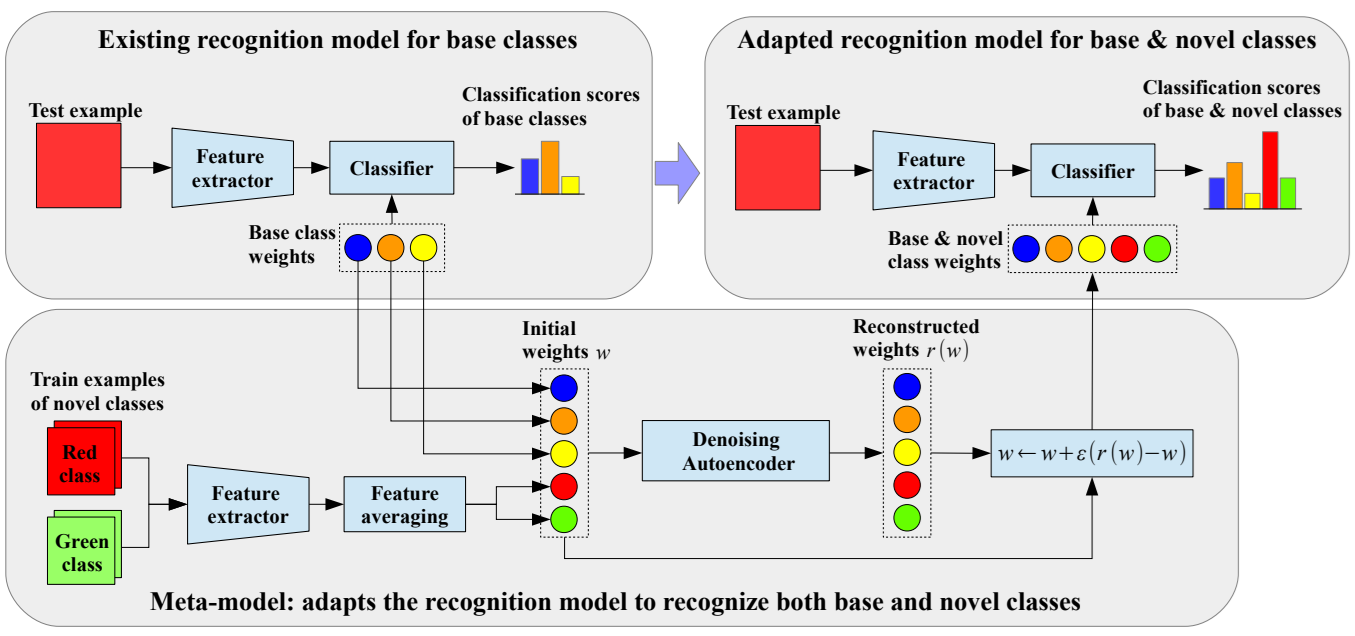 Existing recognition model for base classes
Test example
Feature
extractor
Classifier
Classification scores
of base classes
Base class
weights
Adapted recognition model for base & novel classes
Test example
Feature
extractor
Classifier
Classification scores
of base & novel classes
Base & novel
class weights
Train examples
of novel classes
Red
class
Green
class
Feature
extractor
Feature
averaging
Initial
weights w
Denoising
Autoencoder
Reconstructed
weights r(w)
w←w+ε(r(w)−w)
Meta-model: adapts the recognition model to recognize both base and novel classes